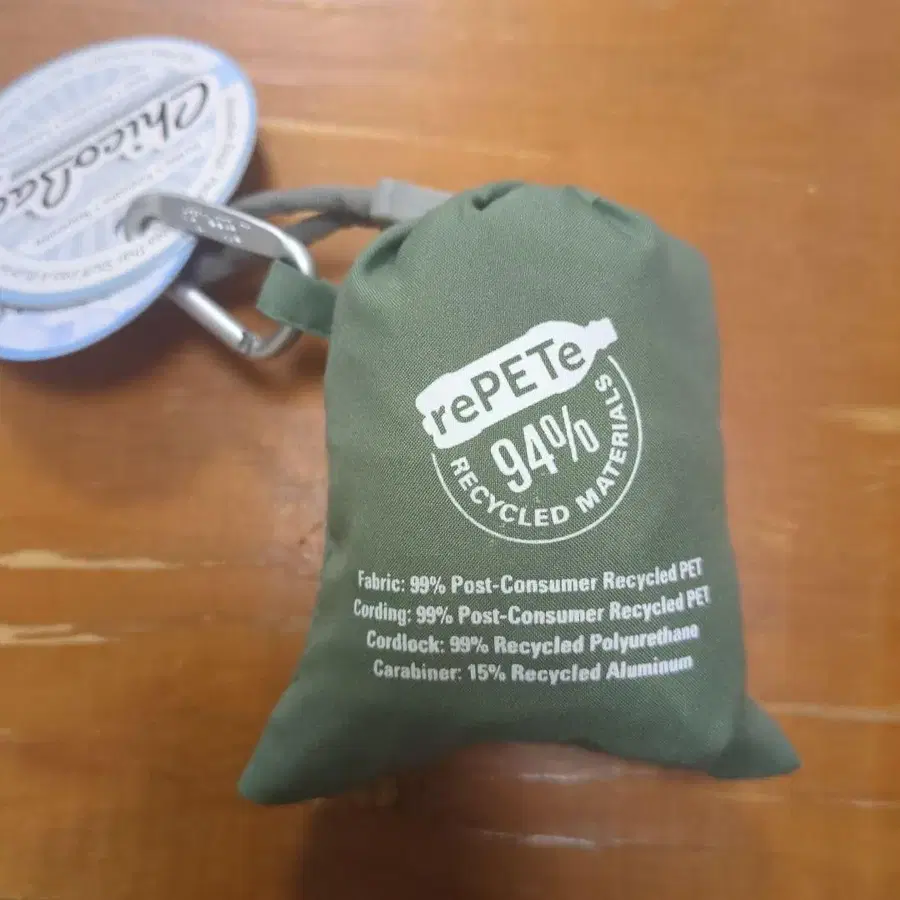 ChicoBag
rePETe
94%
RECYCLED MATERIALS
Fabric: 99% Post-Consumer Recycled PET
Cording: 99% Post-Consumer Recycled PET
Cordlock: 99% Recycled Polyurethane
Carabiner: 15% Recycled Aluminum